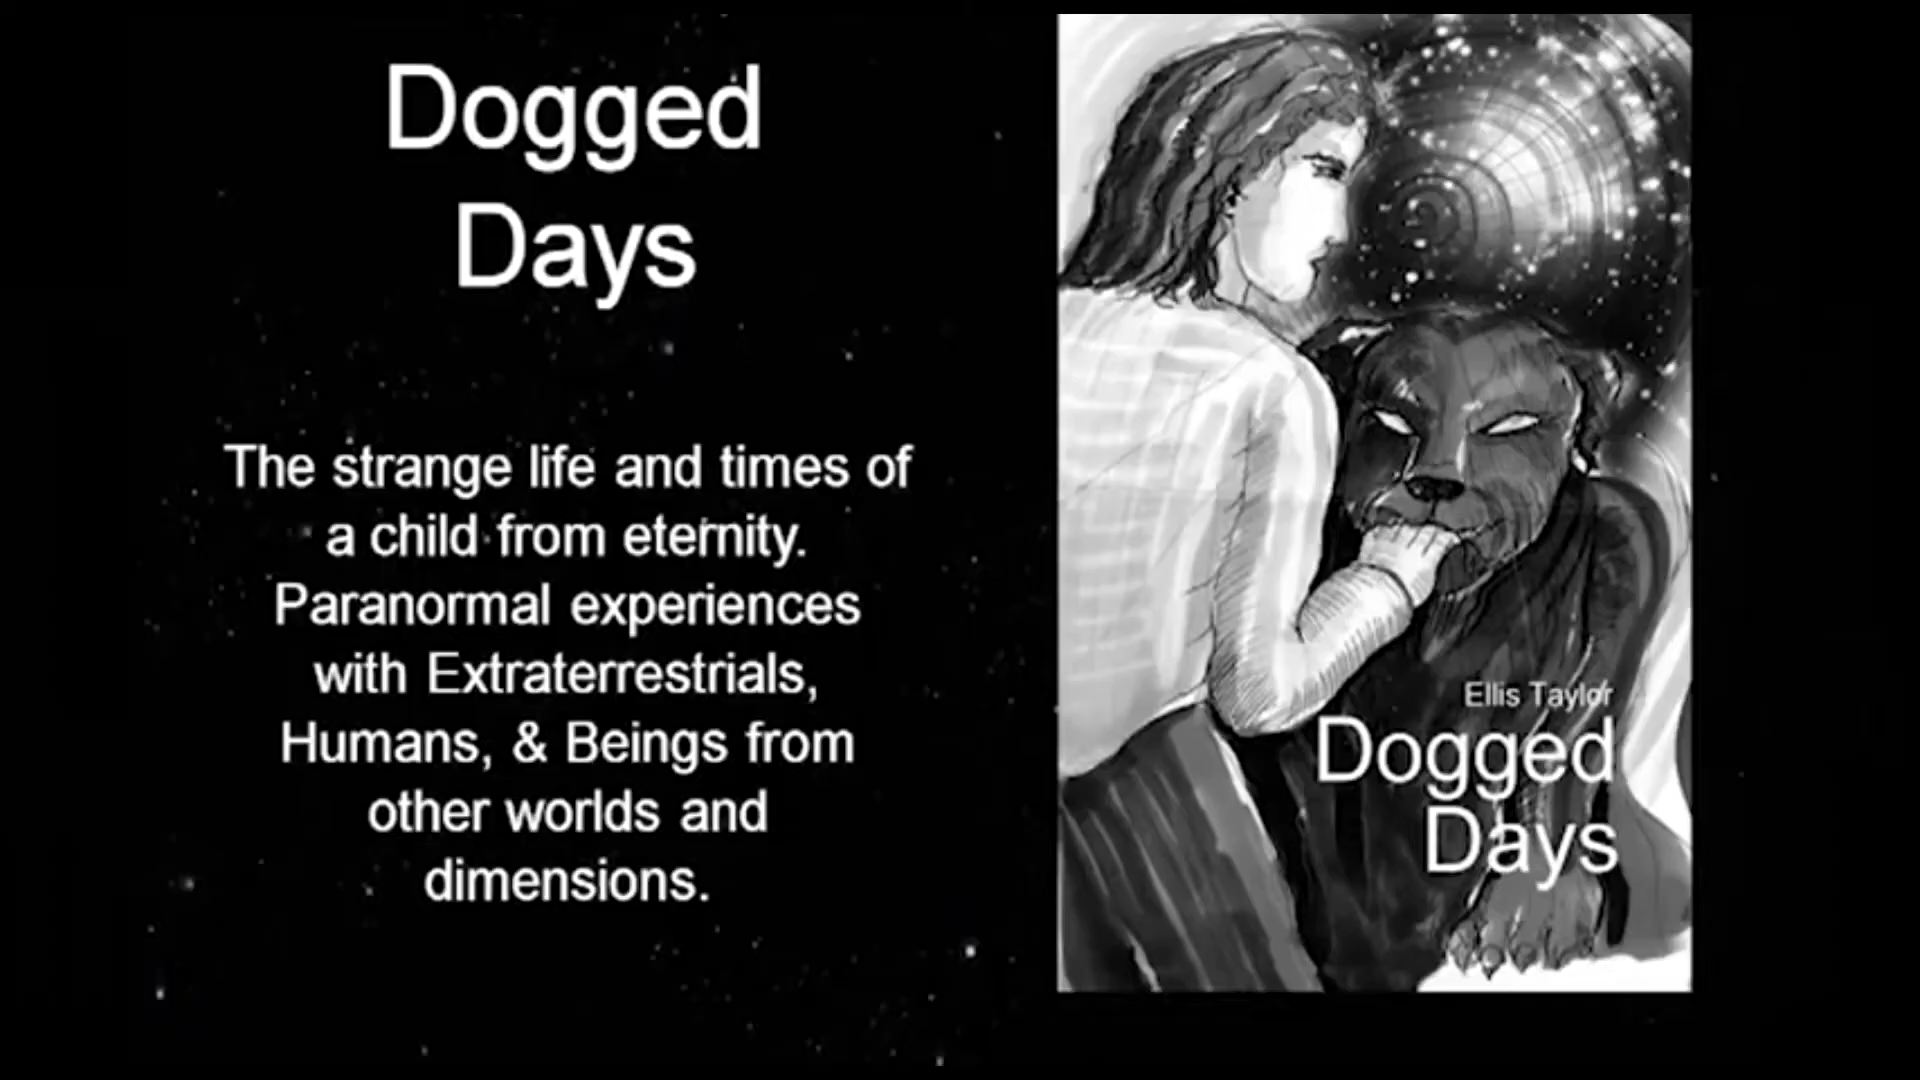 Dogged
Days
The strange life and times of
a child from eternity.
Paranormal experiences
with Extraterrestrials,
Humans, & Beings from
other worlds and
dimensions.
Ellis Taylor
Dogged
Days